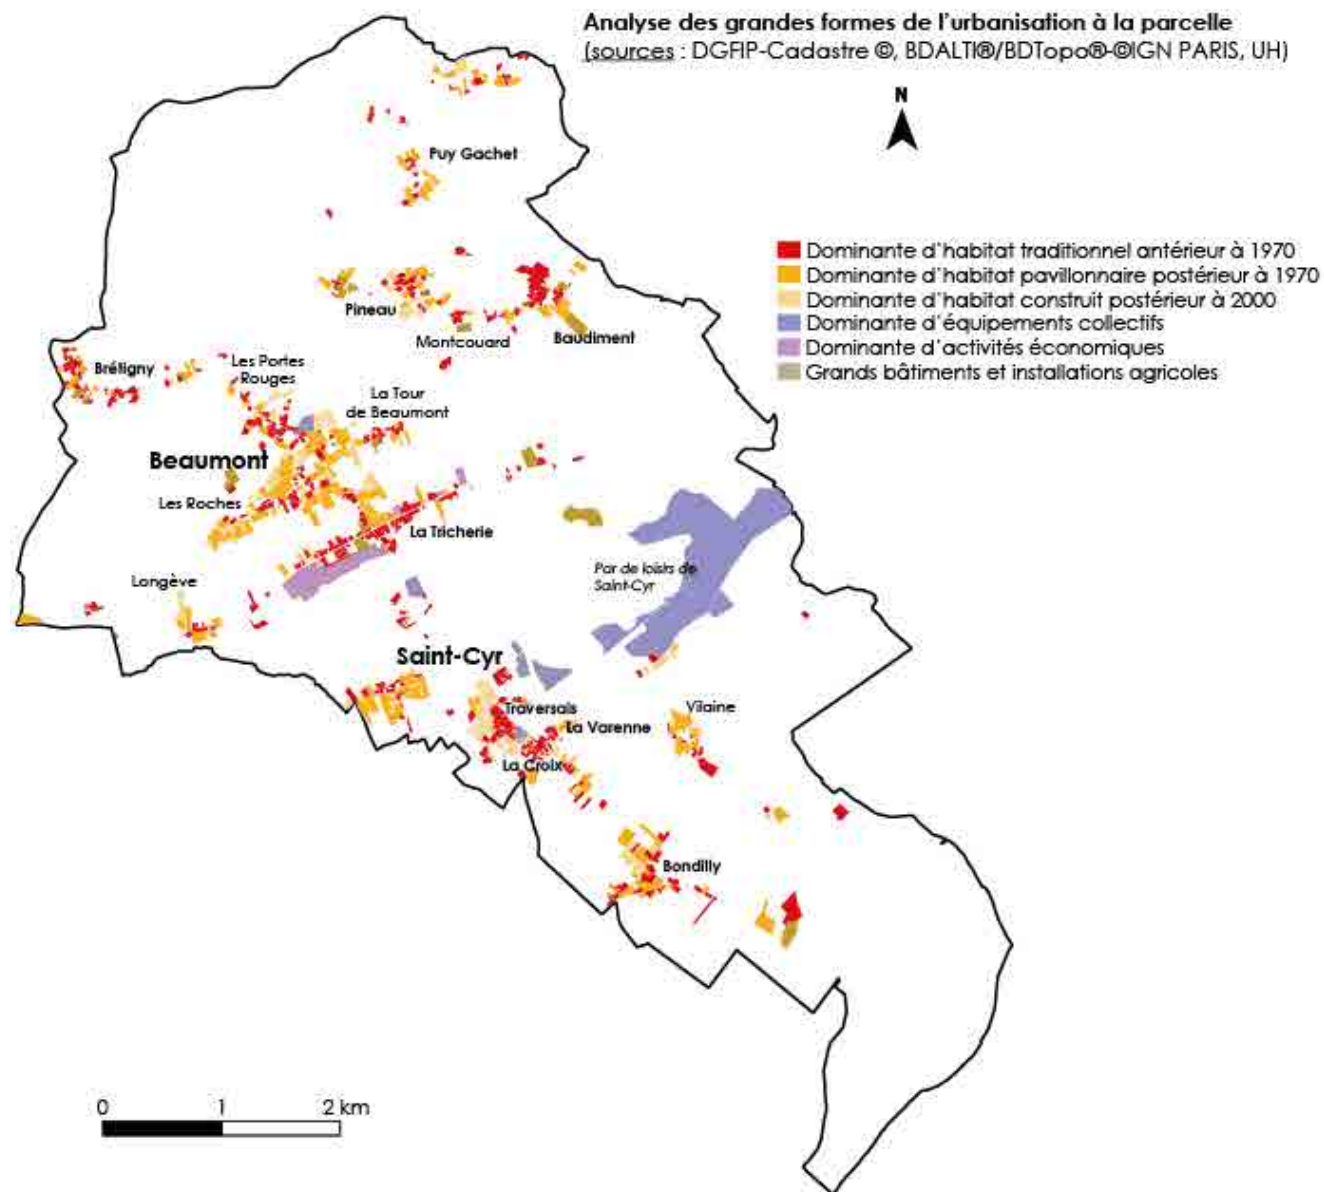 Analyse des grandes formes de l'urbanisation à la parcelle
(sources : DGFIP-Cadastre ©, BDALTI®/BDTopo®-©IGN PARIS, UH)
N
Puy Gachet
Dominante d'habitat traditionnel antérieur à 1970
Dominante d'habitat pavillonnaire postérieur à 1970
Dominante d'habitat construit postérieur à 2000
Dominante d'équipements collectifs
Dominante d'activités économiques
Grands bâtiments et installations agricoles
Pineau
Montcouard
Baudiment
Brétigny
Les Portes
Rouges
La Tour
de Beaumont
Beaumont
Les Roches
La Tricherie
Longève
Par de loisirs de
Saint-Cyr
Saint-Cyr
Traversais
La Varenne
Vilaine
La Croix
Bondilly
0 1 2 km